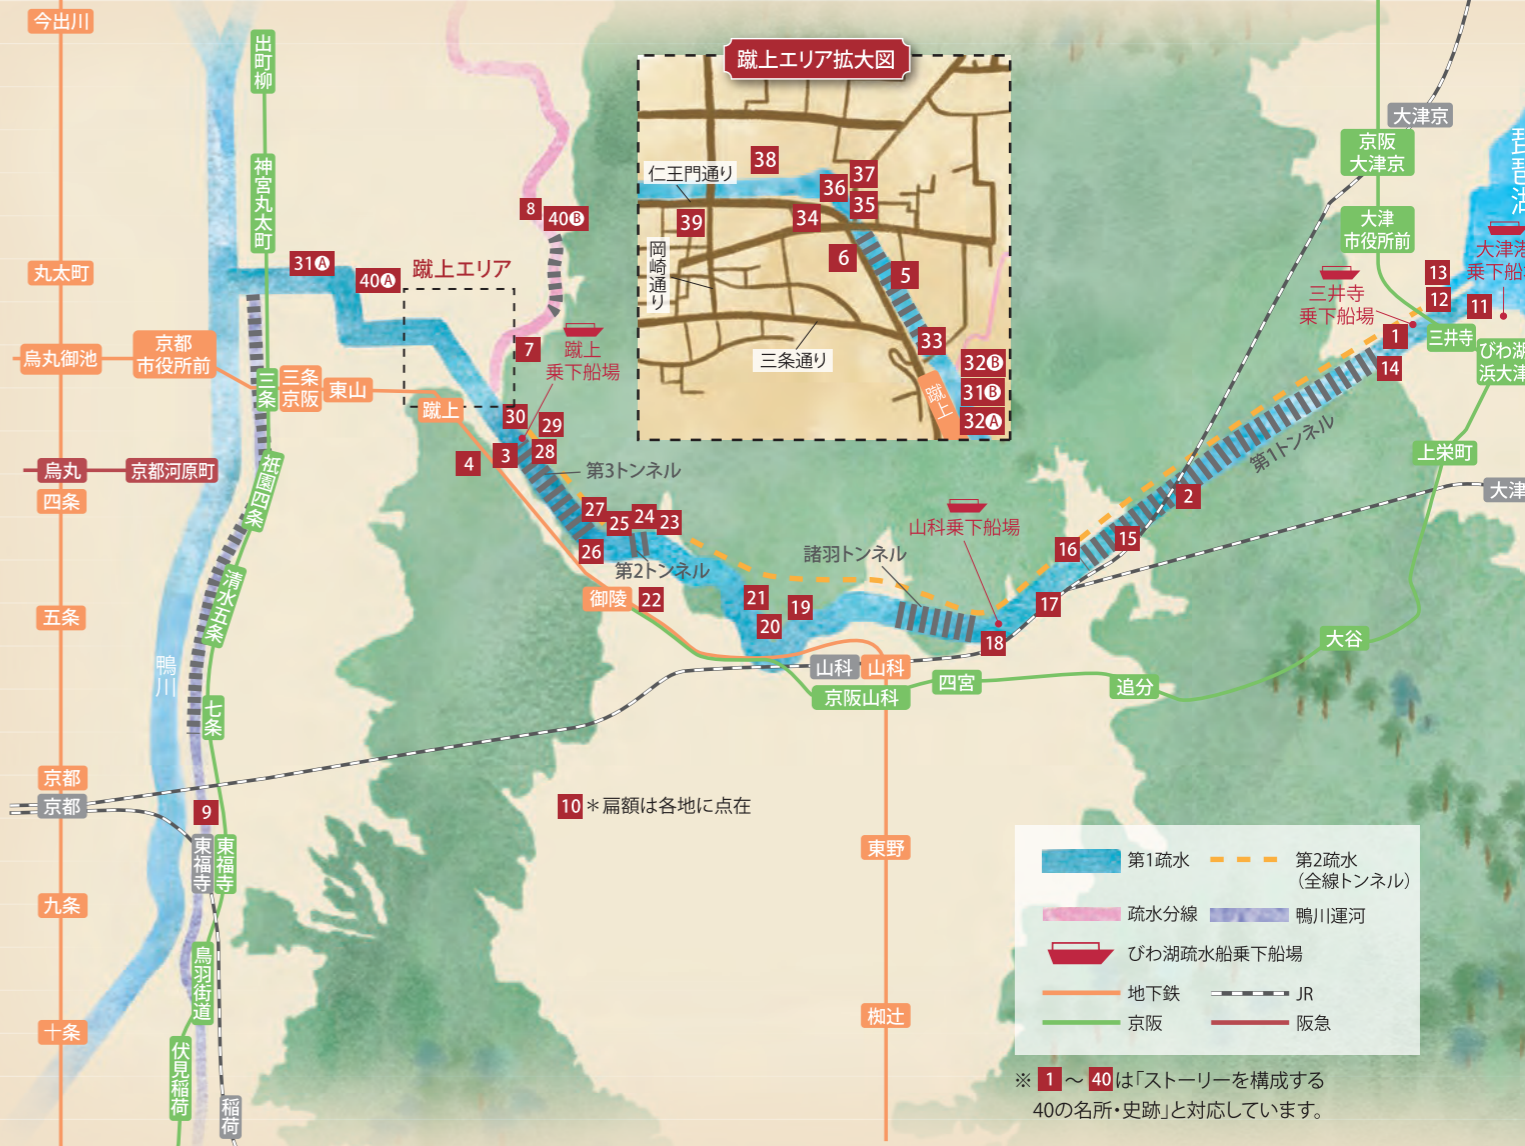 今出川
出町柳
神宮丸太町
丸太町
31A
40A
蹴上エリア
8
40B
7
蹴上
乗下船場
烏丸御池
京都
市役所前
三条
三条
京阪
東山
蹴上
烏丸
京都河原町
四条
祇園四条
清水五条
五条
鴨川
七条
京都
京都
9
東福寺
東福寺
九条
鳥羽街道
十条
伏見稲荷
稲荷
蹴上エリア拡大図
仁王門通り
岡崎通り
三条通り
38
37
36
35
34
39
6
5
33
32B
31B
32A
蹴上
30
29
28
3
4
第3トンネル
27
25
24
23
26
第2トンネル
御陵
22
21
20
19
諸羽トンネル
山科乗下船場
18
17
16
15
2
第1トンネル
山科
山科
京阪山科
四宮
追分
大谷
上栄町
大津
大津京
京阪
大津京
大津
市役所前
琵琶湖
大津港
乗下船場
三井寺
乗下船場
13
12
11
1
14
三井寺
びわ湖
浜大津
10
＊扁額は各地に点在
東野
椥辻
第1疏水
第2疏水
（全線トンネル）
疏水分線
鴨川運河
びわ湖疏水船乗下船場
地下鉄
JR
京阪
阪急
※ 1 ～ 40 は「ストーリーを構成する
40の名所・史跡」と対応しています。